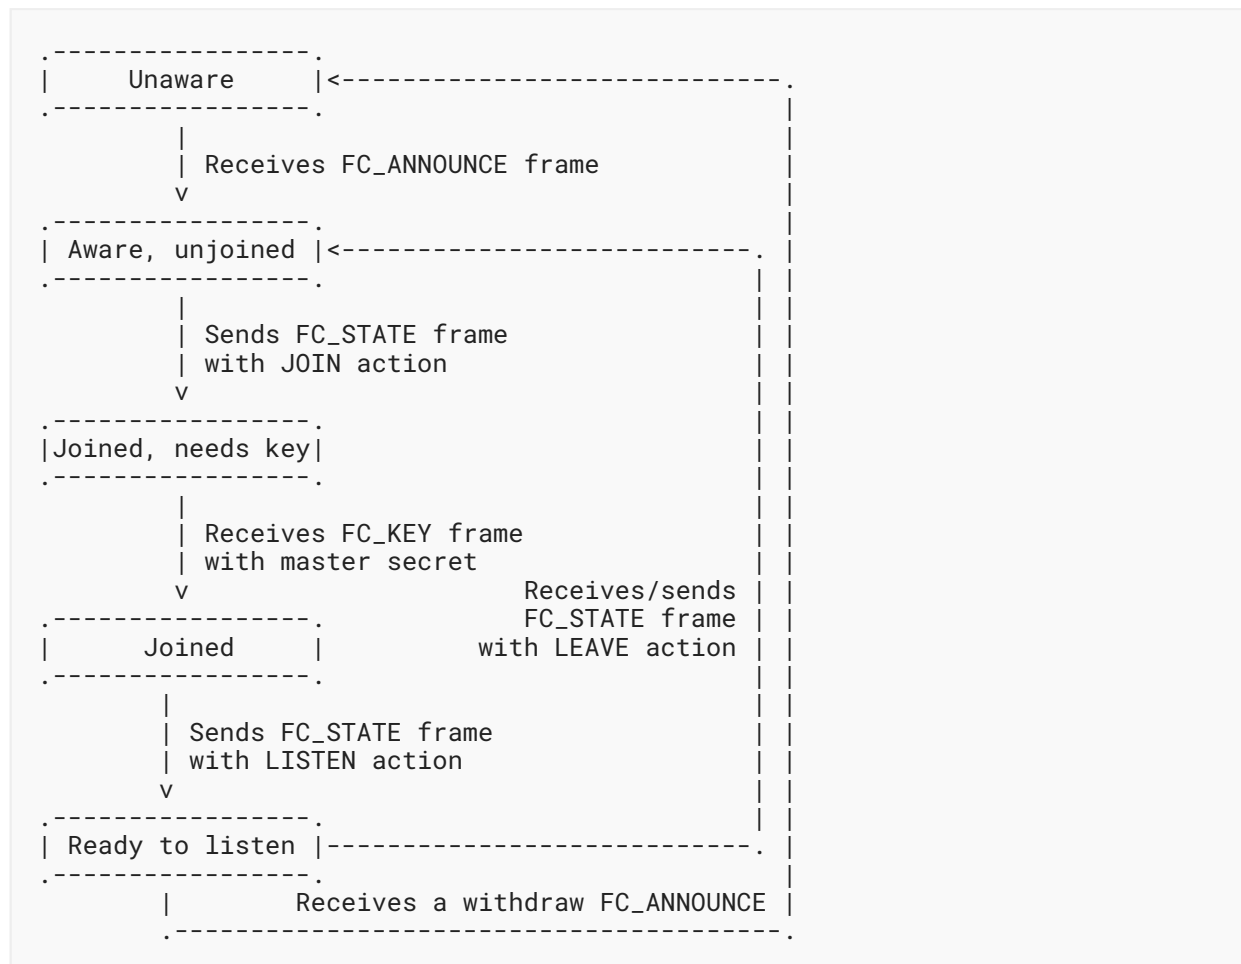 Unaware
Receives FC_ANNOUNCE frame
Aware, unjoined
Sends FC_STATE frame
with JOIN action
Joined, needs key
Receives FC_KEY frame
with master secret
Receives/sends
FC_STATE frame
with LEAVE action
Joined
Sends FC_STATE frame
with LISTEN action
Ready to listen
Receives a withdraw FC_ANNOUNCE